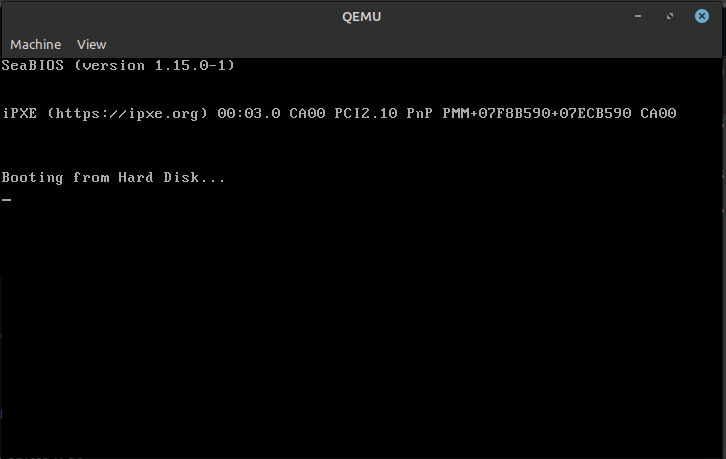 QEMU
Machine View
SeaBIOS (version 1.15.0-1)
iPXE (https://ipxe.org) 00:03.0 CA00 PCI2.10 PnP PMM+07F8B590+07ECB590 CA00
Booting from Hard Disk...